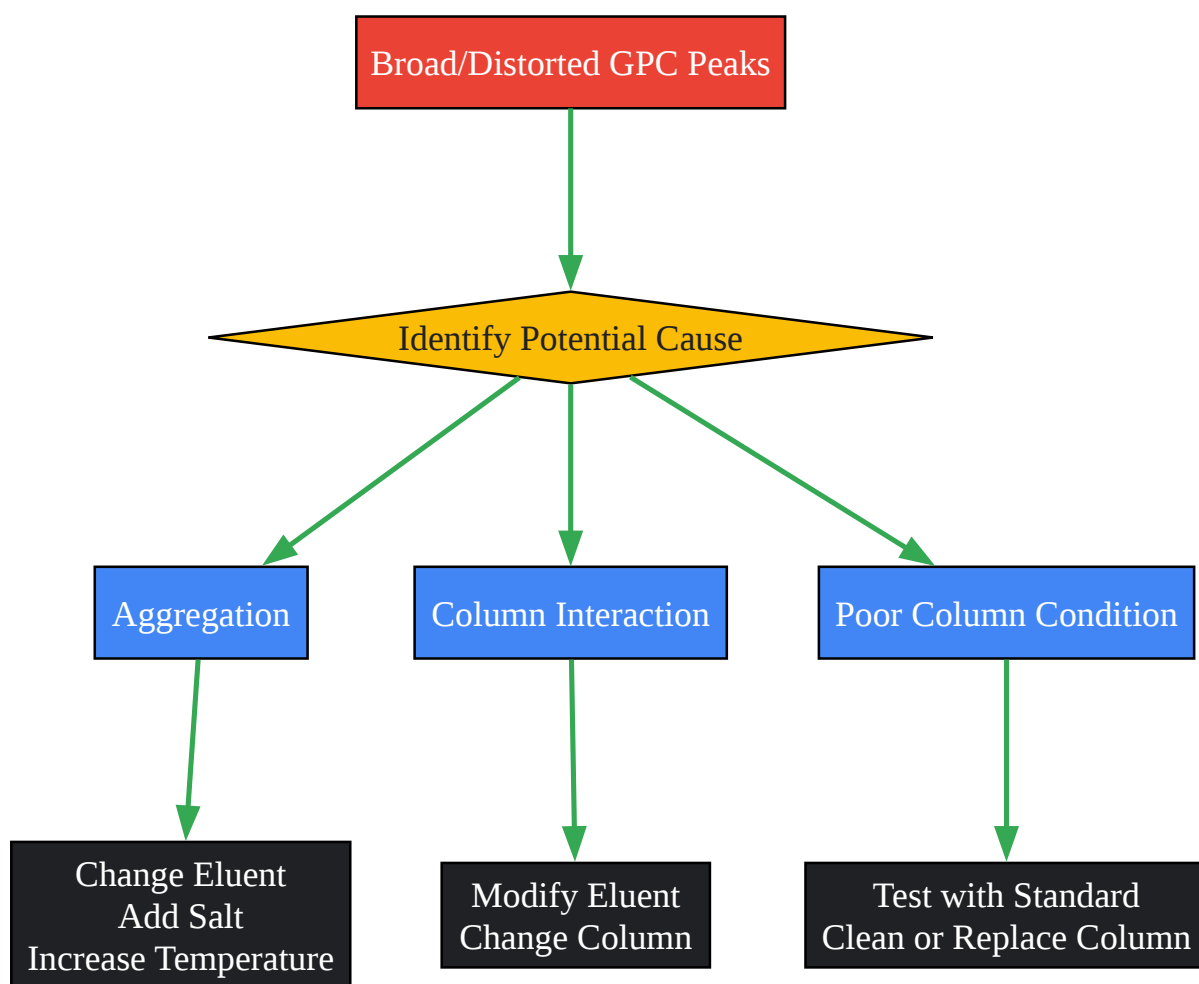 Broad/Distorted GPC Peaks
Identify Potential Cause
Aggregation
Column Interaction
Poor Column Condition
Change Eluent
Add Salt
Increase Temperature
Modify Eluent
Change Column
Test with Standard
Clean or Replace Column